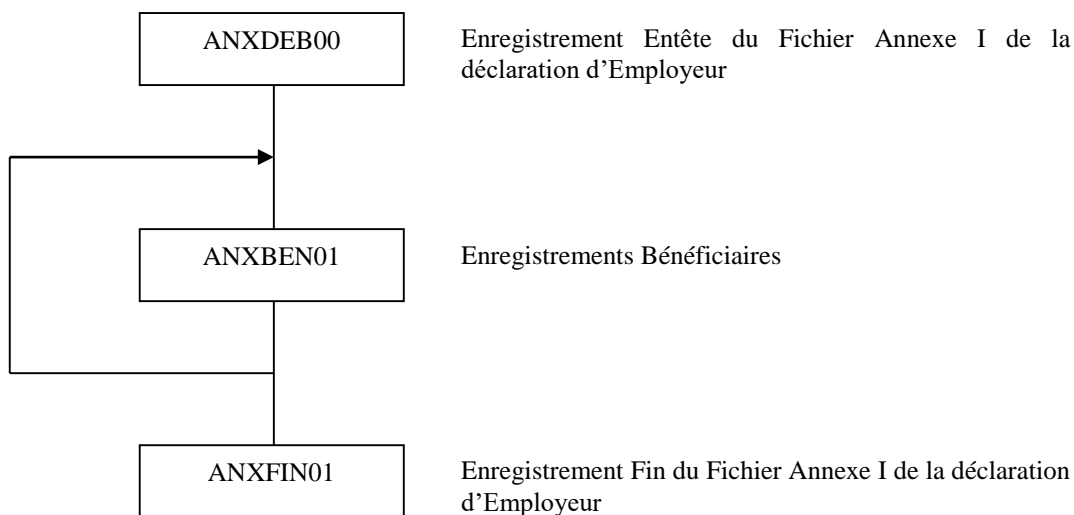 ANXDEB00
Enregistrement Entête du Fichier Annexe I de la
déclaration d’Employeur
ANXBEN01
Enregistrements Bénéficiaires
ANXFIN01
Enregistrement Fin du Fichier Annexe I de la déclaration
d’Employeur